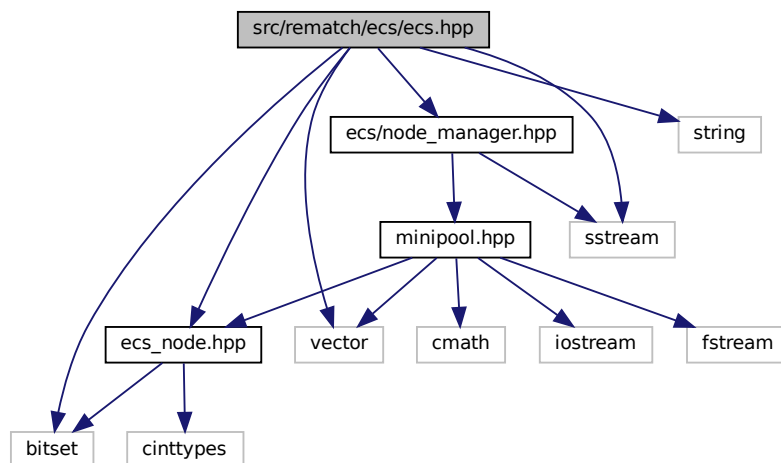 src/rematch/ecs/ecs.hpp
ecs/node_manager.hpp
string
minipool.hpp
sstream
ecs_node.hpp
vector
cmath
iostream
fstream
bitset
cinttypes